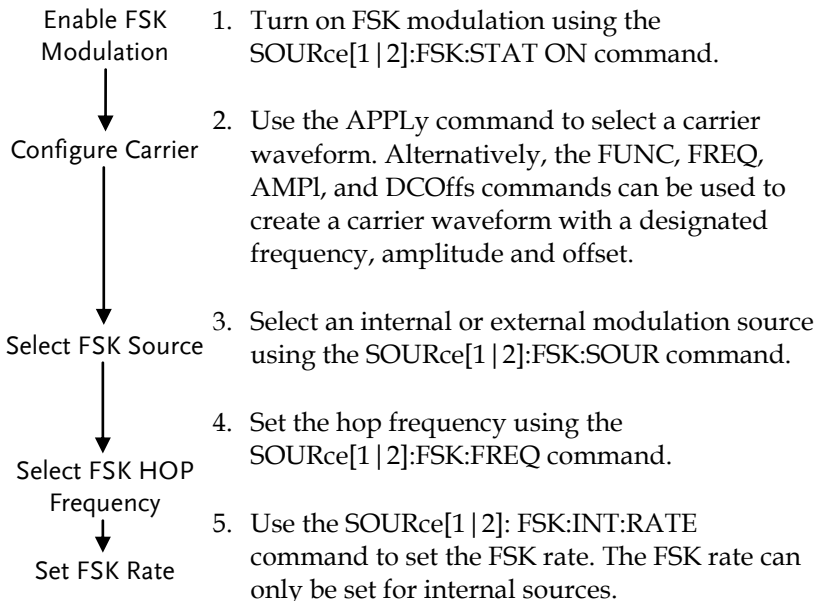 Enable FSK
Modulation
1. Turn on FSK modulation using the
SOURce[1|2]:FSK:STAT ON command.
Configure Carrier
2. Use the APPLy command to select a carrier
waveform. Alternatively, the FUNC, FREQ,
AMPl, and DCOffs commands can be used to
create a carrier waveform with a designated
frequency, amplitude and offset.
Select FSK Source
3. Select an internal or external modulation source
using the SOURce[1|2]:FSK:SOUR command.
Select FSK HOP
Frequency
4. Set the hop frequency using the
SOURce[1|2]:FSK:FREQ command.
Set FSK Rate
5. Use the SOURce[1|2]: FSK:INT:RATE
command to set the FSK rate. The FSK rate can
only be set for internal sources.